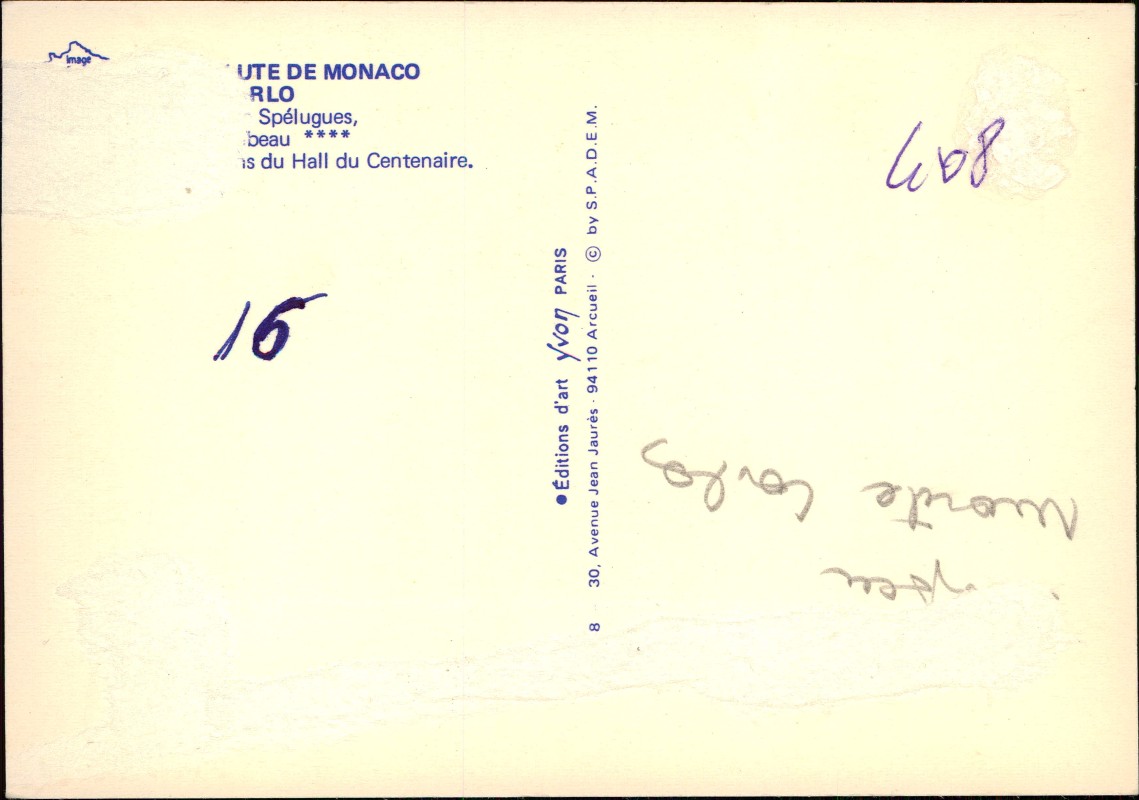 image
UTE DE MONACO
RLO
Spélugues,
beau ****
ns du Hall du Centenaire.
16
408
●Éditions d'art yvon PARIS
8 30, Avenue Jean Jaurès - 94110 Arcueil - © by S.P.A.D.E.M.
Monte Carlo